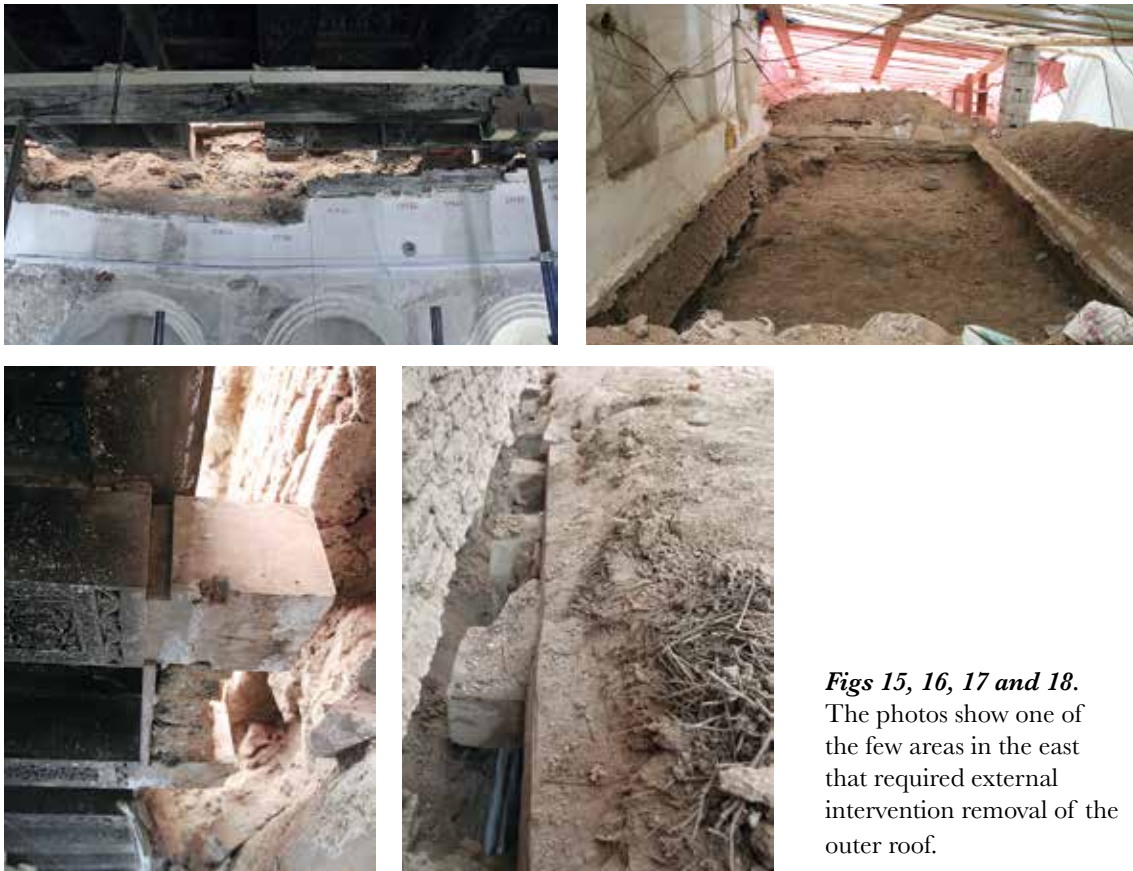 Figs 15, 16, 17 and 18.
The photos show one of
the few areas in the east
that required external
intervention removal of the
outer roof.